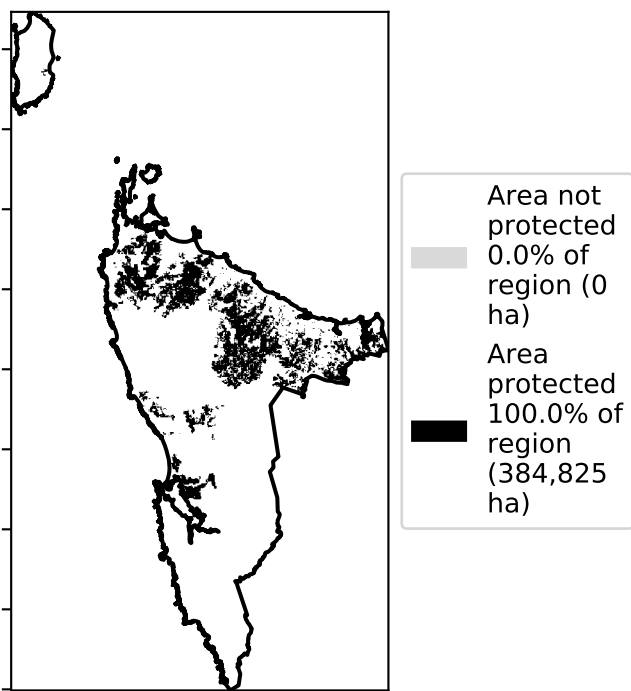 Area not
protected
0.0% of
region (0
ha)
Area
protected
100.0% of
region
(384,825
ha)